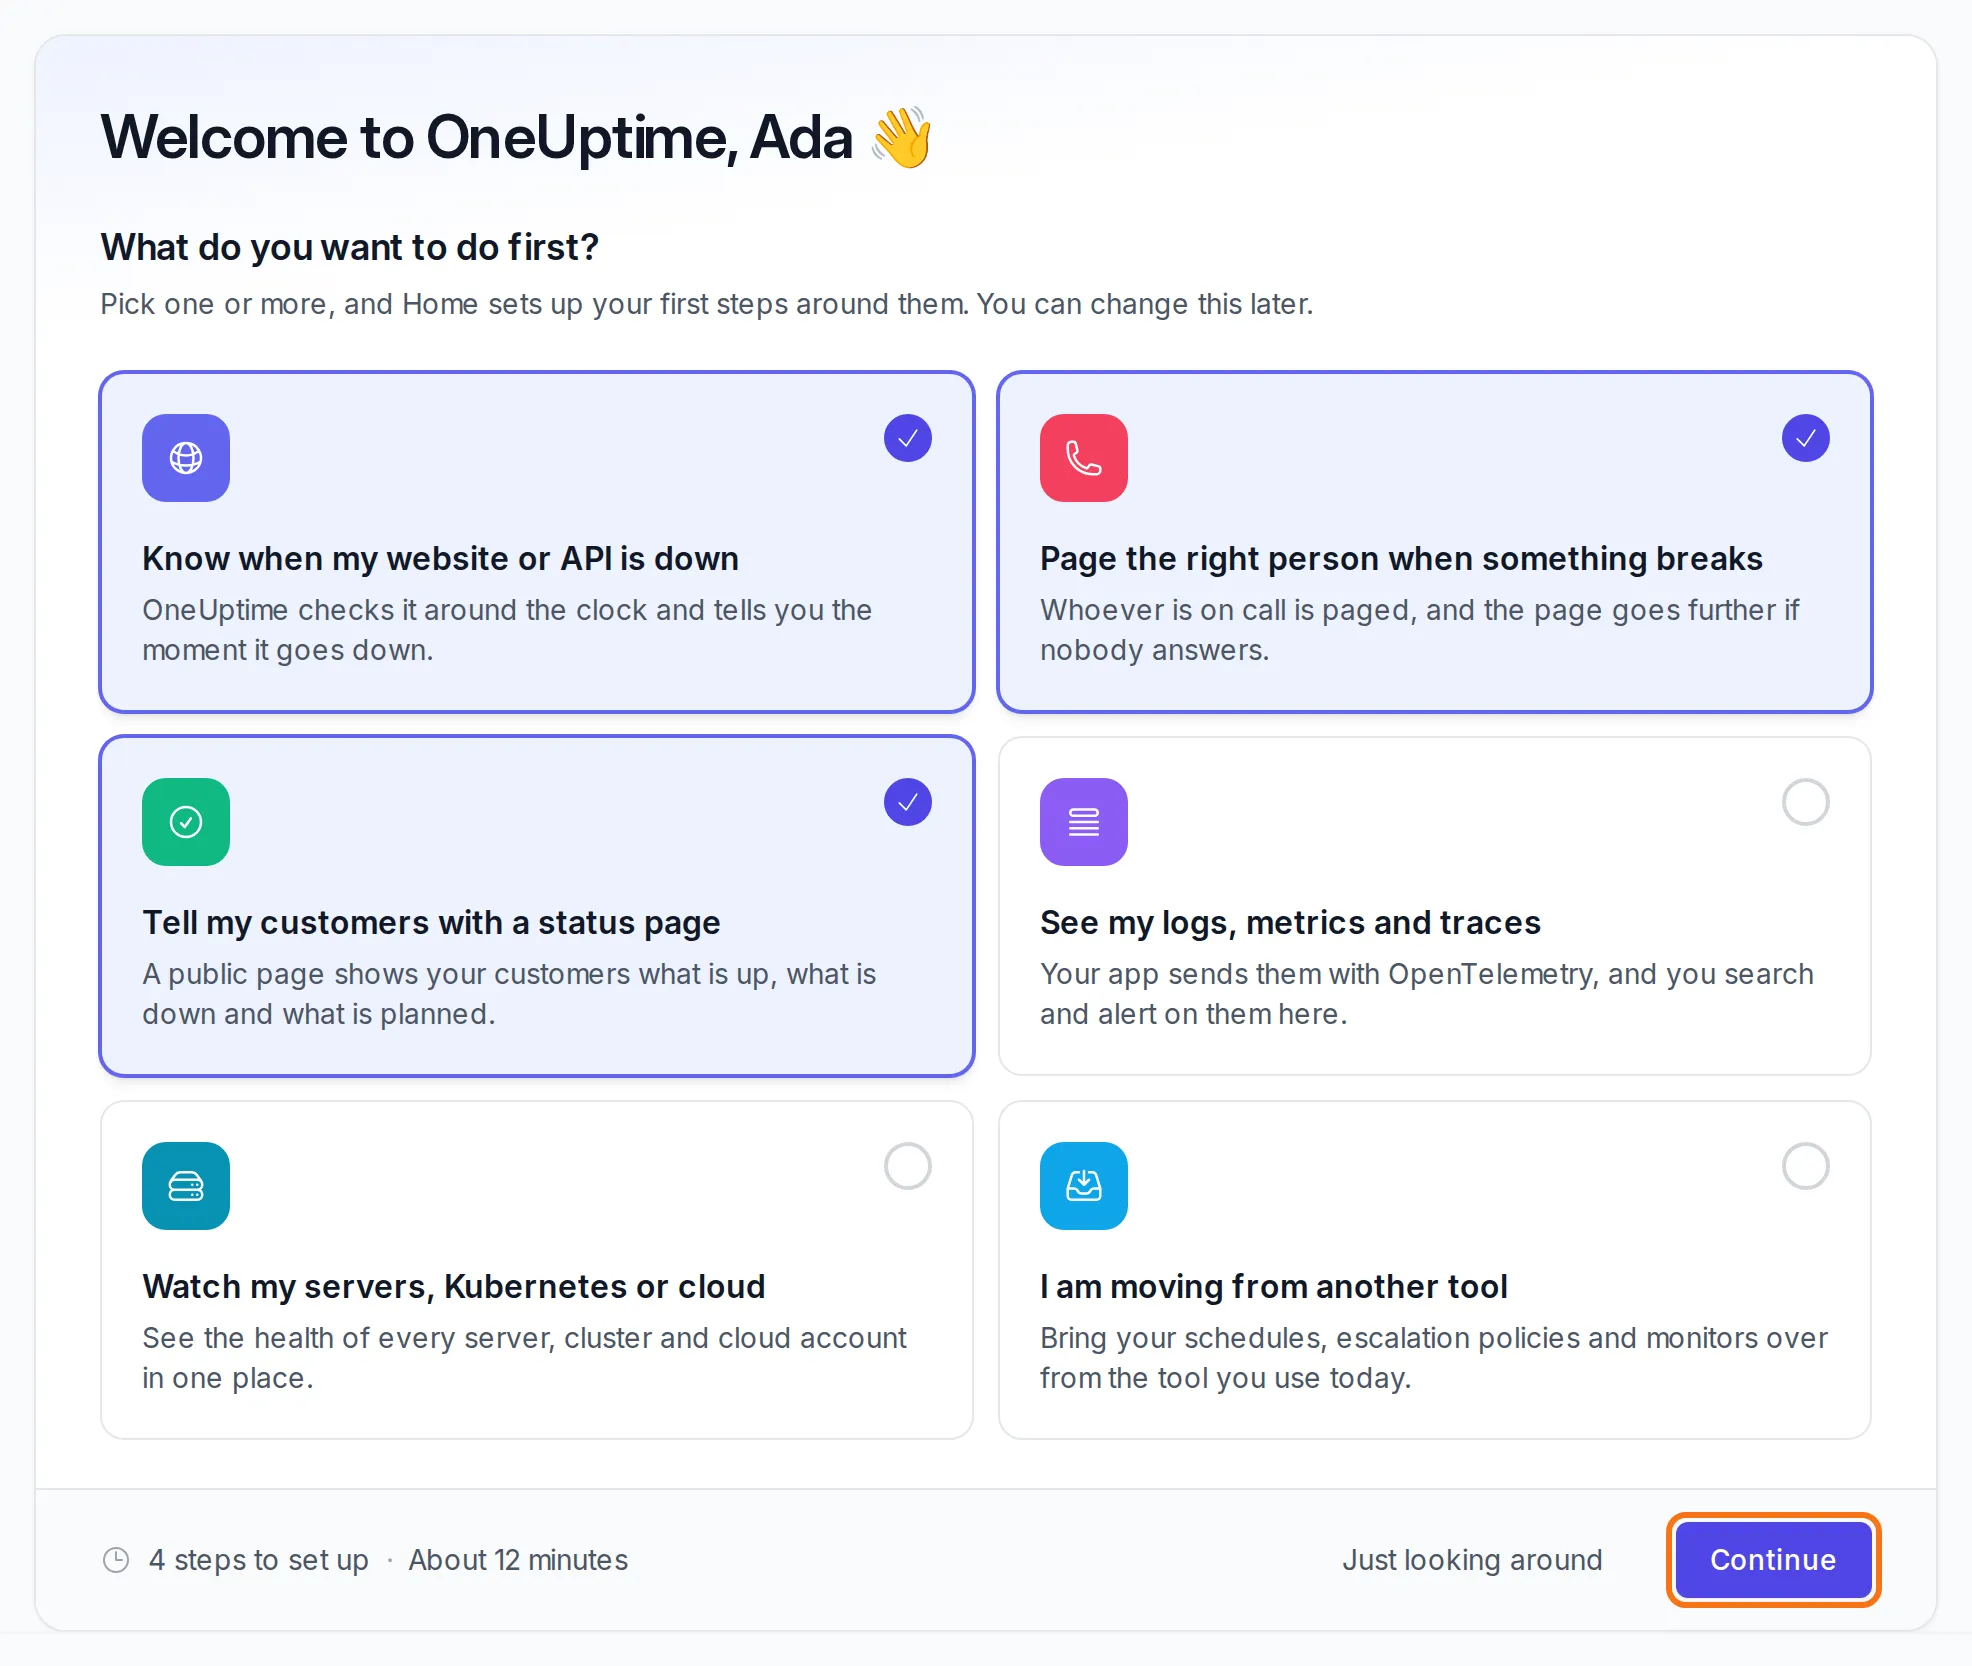 Welcome to OneUptime, Ada 👋
What do you want to do first?
Pick one or more, and Home sets up your first steps around them. You can change this later.
Know when my website or API is down
OneUptime checks it around the clock and tells you the
moment it goes down.
Page the right person when something breaks
Whoever is on call is paged, and the page goes further if
nobody answers.
Tell my customers with a status page
A public page shows your customers what is up, what is
down and what is planned.
See my logs, metrics and traces
Your app sends them with OpenTelemetry, and you search
and alert on them here.
Watch my servers, Kubernetes or cloud
See the health of every server, cluster and cloud account
in one place.
I am moving from another tool
Bring your schedules, escalation policies and monitors over
from the tool you use today.
4 steps to set up · About 12 minutes
Just looking around
Continue